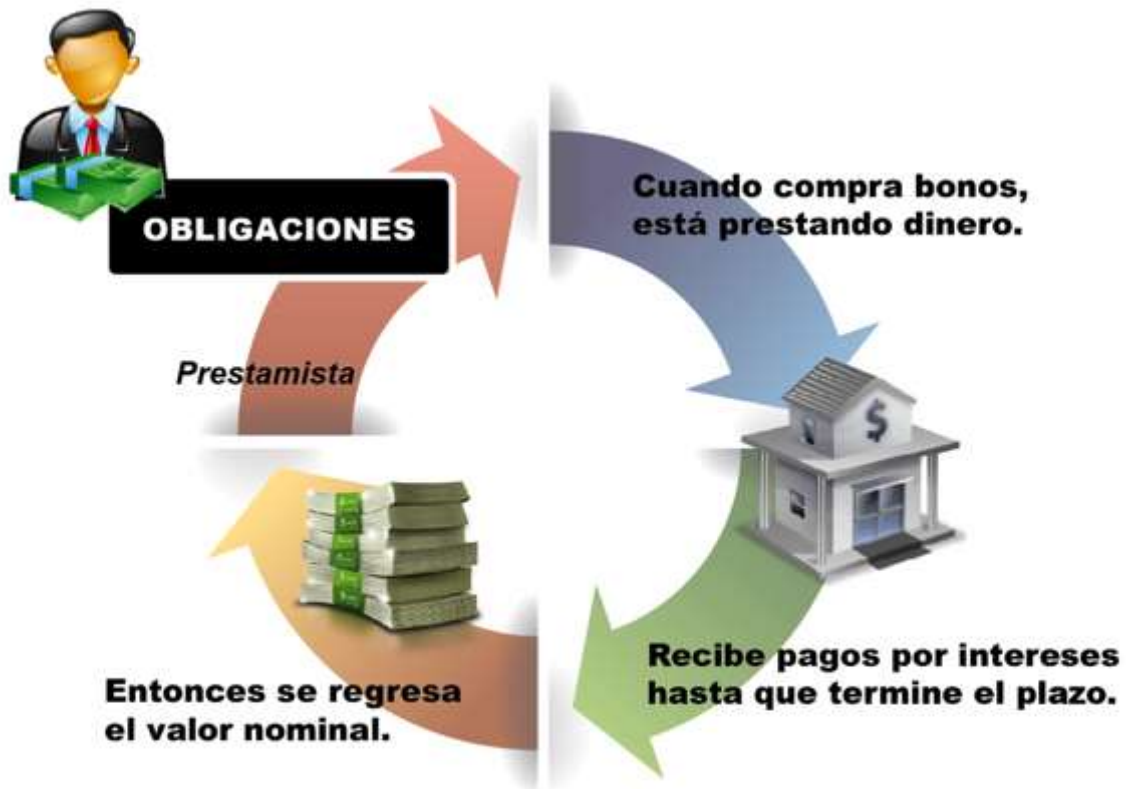 OBLIGACIONES
Prestamista
Cuando compra bonos,
está prestando dinero.
$
Recibe pagos por intereses
hasta que termine el plazo.
Entonces se regresa
el valor nominal.